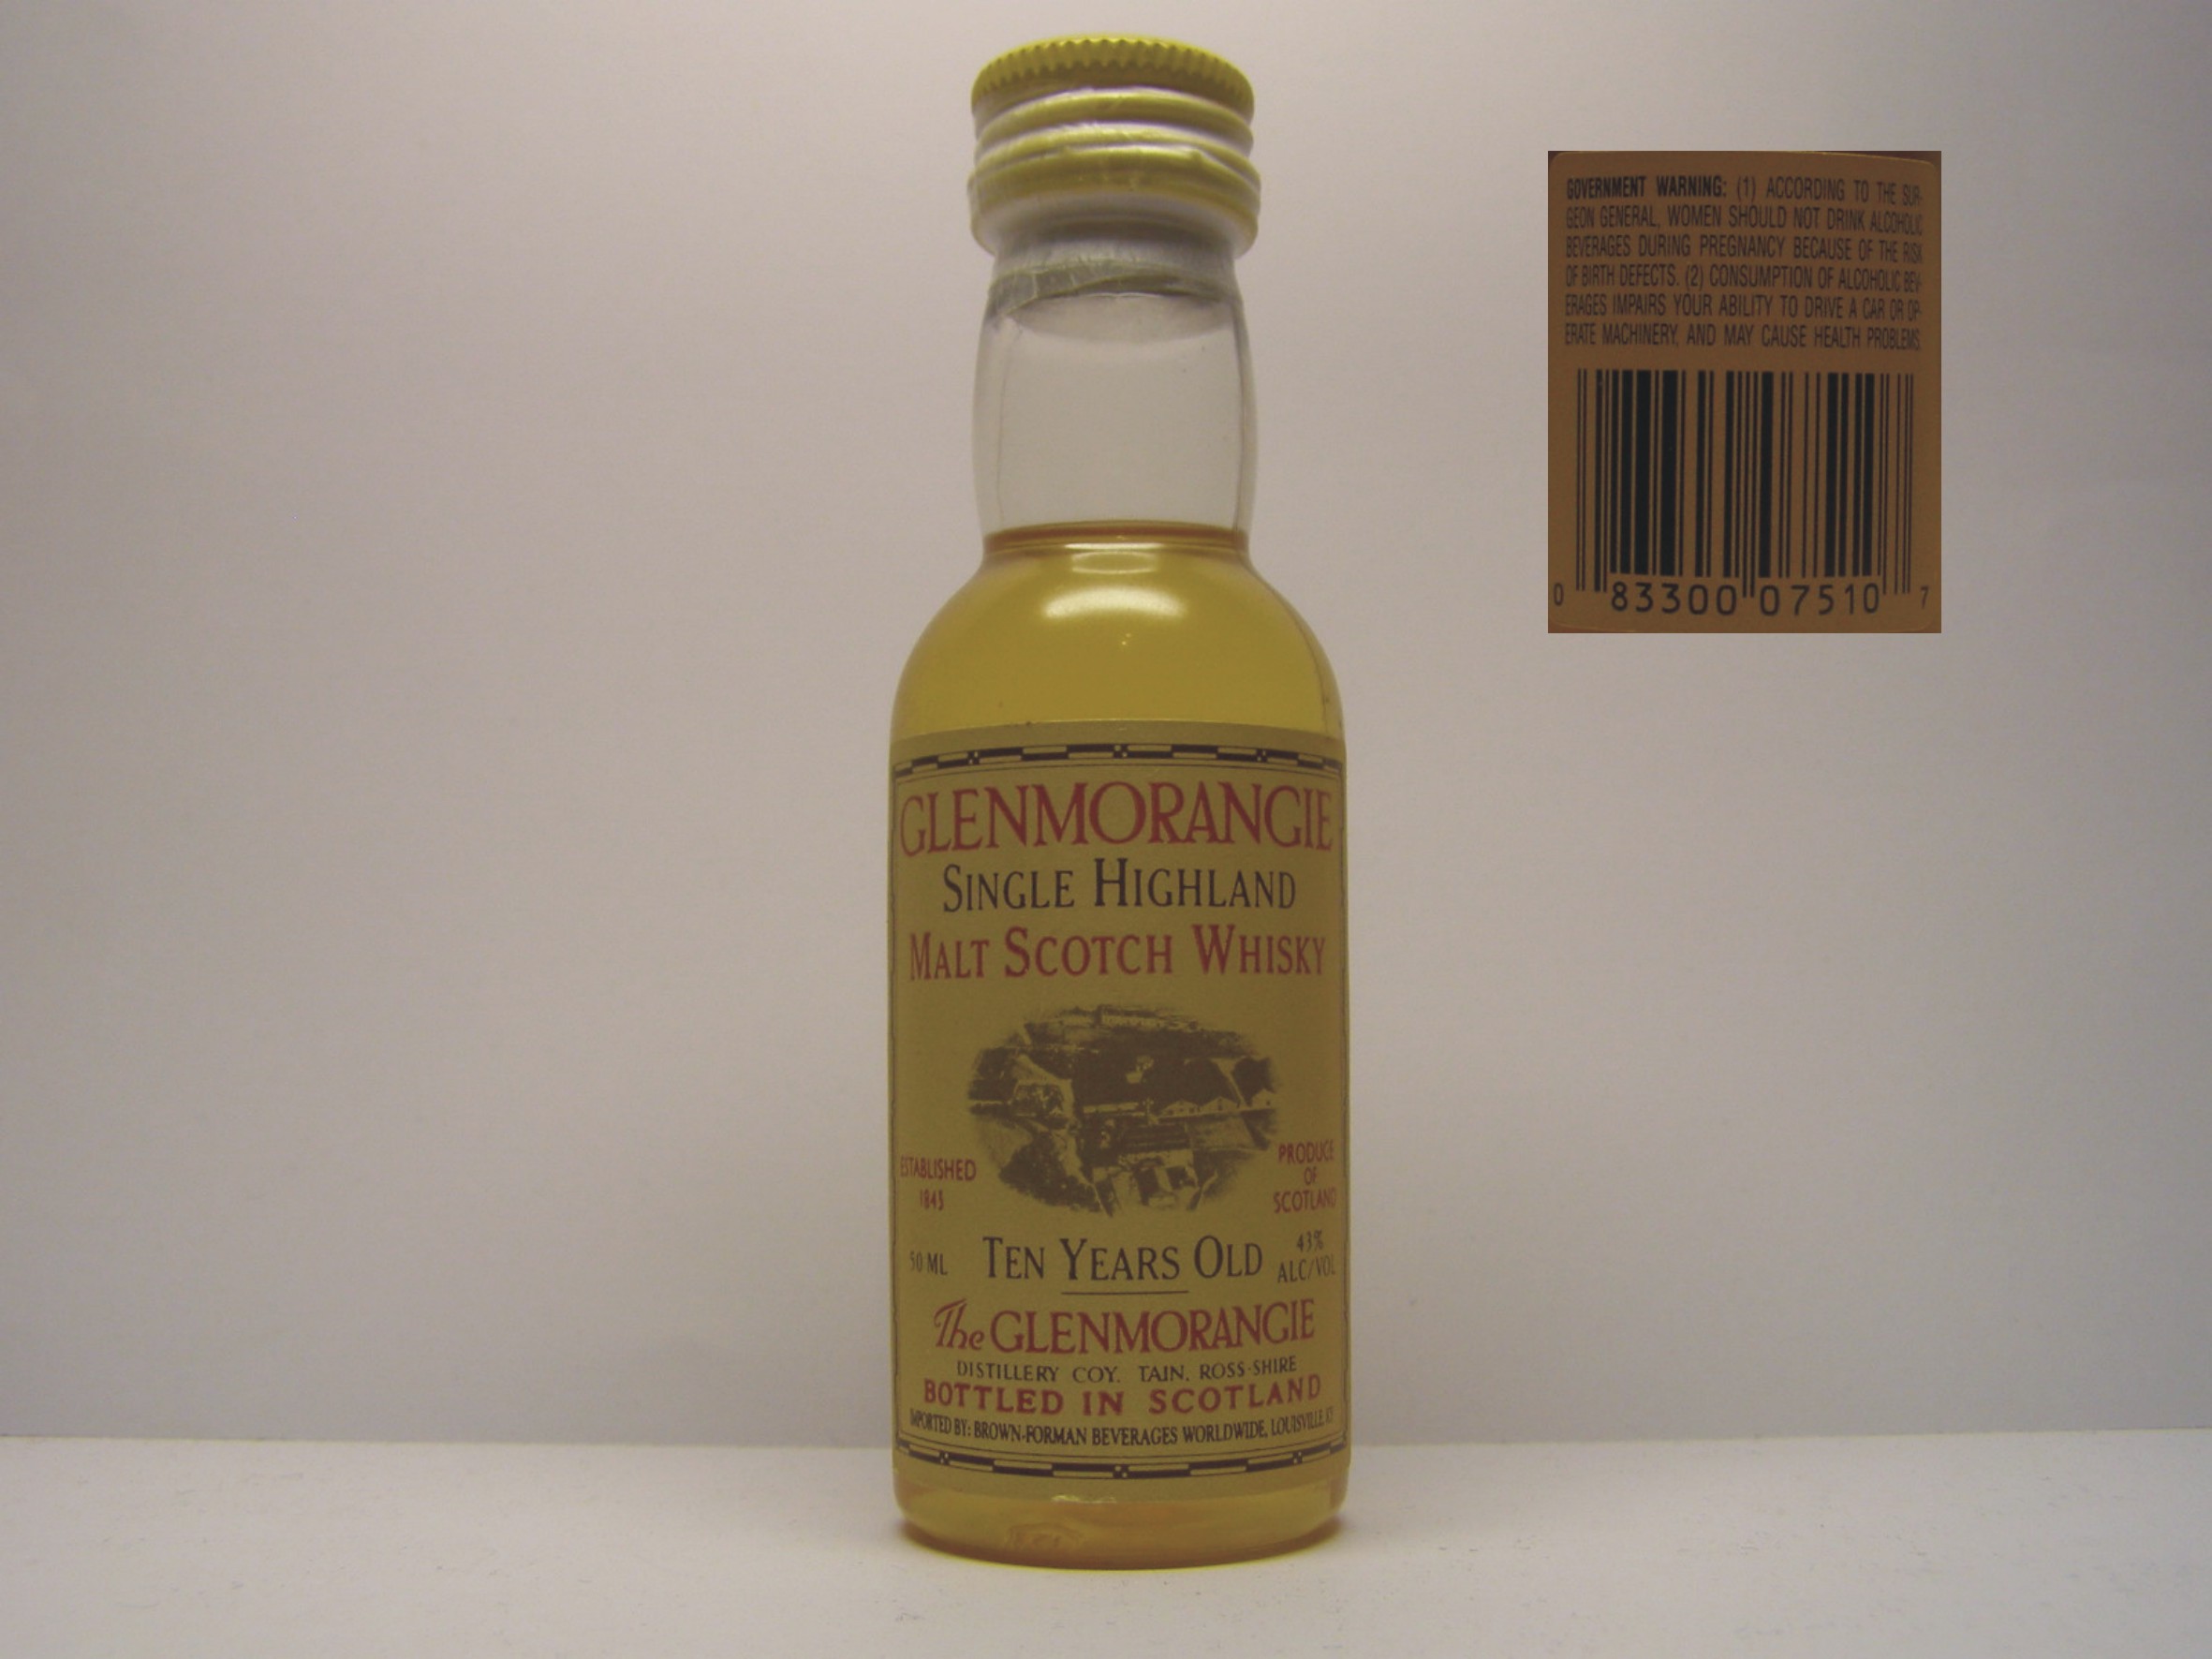 GLENMORANGIE
SINGLE HIGHLAND
MALT SCOTCH WHISKY
ESTABLISHED
1843
PRODUCE
OF
SCOTLAND
50 ML
TEN YEARS OLD
43%
ALC/VOL
The GLENMORANGIE
DISTILLERY COY. TAIN, ROSS-SHIRE
BOTTLED IN SCOTLAND
IMPORTED BY: BROWN-FORMAN BEVERAGES WORLDWIDE, LOUISVILLE KY
GOVERNMENT WARNING: (1) ACCORDING TO THE SUR-
GEON GENERAL, WOMEN SHOULD NOT DRINK ALCOHOLIC
BEVERAGES DURING PREGNANCY BECAUSE OF THE RISK
OF BIRTH DEFECTS. (2) CONSUMPTION OF ALCOHOLIC BEV-
ERAGES IMPAIRS YOUR ABILITY TO DRIVE A CAR OR OP-
ERATE MACHINERY, AND MAY CAUSE HEALTH PROBLEMS.
0 83300 07510 7